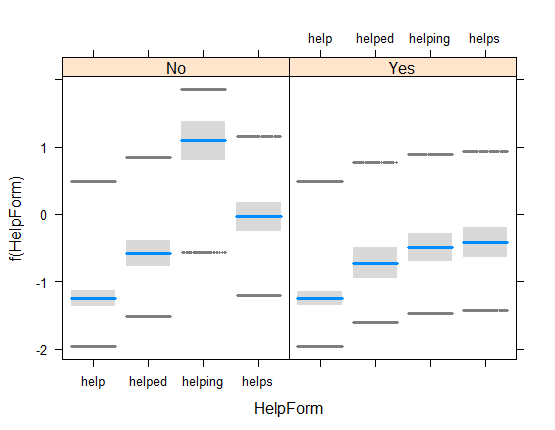 help helped helping helps
No Yes
f(HelpForm)
1
0
-1
-2
help helped helping helps
HelpForm